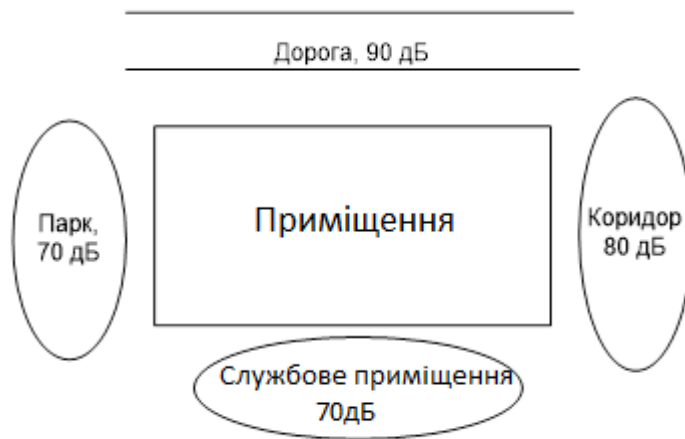 Дорога, 90 дБ
Парк,
70 дБ
Приміщення
Коридор
80 дБ
Службове приміщення
70дБ